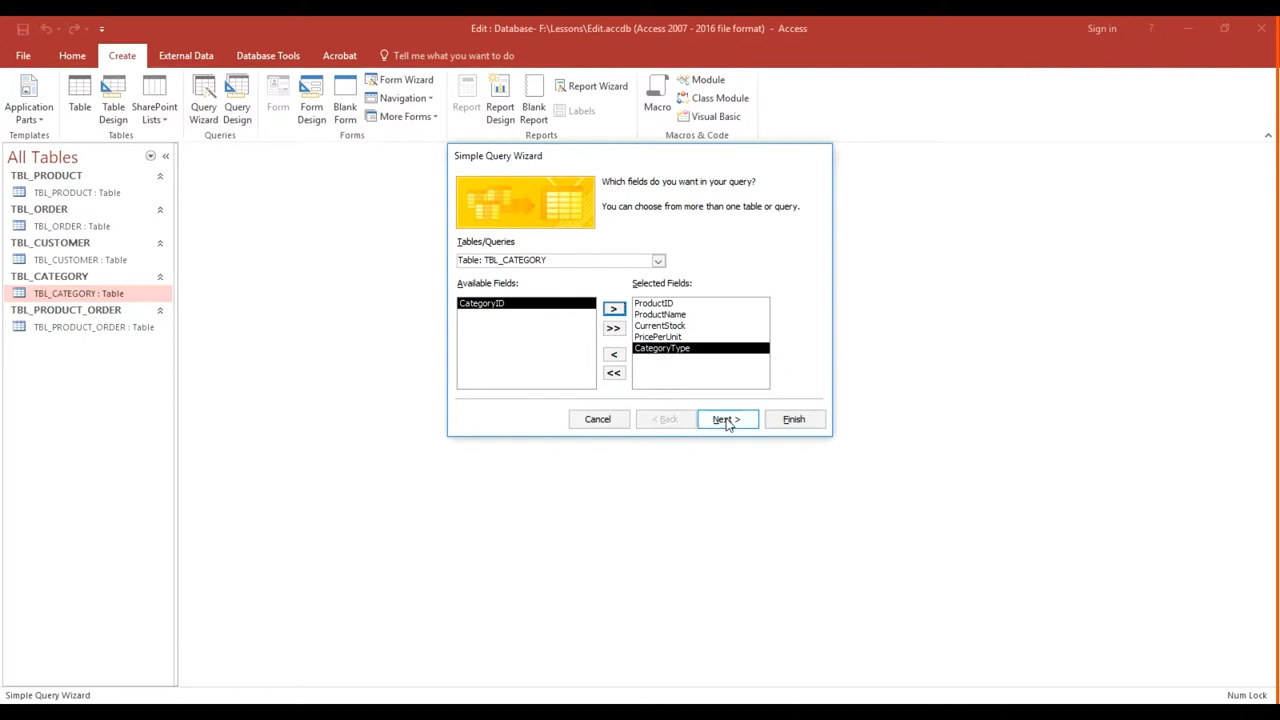 Edit : Database- F:\Lessons\Edit.accdb (Access 2007 - 2016 file format) - Access
Sign in
?
File
Home
Create
External Data
Database Tools
Acrobat
Tell me what you want to do
Application Parts
Table
Table Design
SharePoint Lists
Query Wizard
Query Design
Form
Form Design
Blank Form
Form Wizard
Navigation
More Forms
Report
Report Design
Blank Report
Report Wizard
Labels
Macro
Module
Class Module
Visual Basic
Templates
Tables
Queries
Forms
Reports
Macros & Code
All Tables
TBL_PRODUCT
TBL_PRODUCT : Table
TBL_ORDER
TBL_ORDER : Table
TBL_CUSTOMER
TBL_CUSTOMER : Table
TBL_CATEGORY
TBL_CATEGORY : Table
TBL_PRODUCT_ORDER
TBL_PRODUCT_ORDER : Table
Simple Query Wizard
Which fields do you want in your query?
You can choose from more than one table or query.
Tables/Queries
Table: TBL_CATEGORY
Available Fields:
Selected Fields:
CategoryID
>
>>
<
<<
ProductID
ProductName
CurrentStock
PricePerUnit
CategoryType
Cancel
< Back
Next >
Finish
Simple Query Wizard
Num Lock